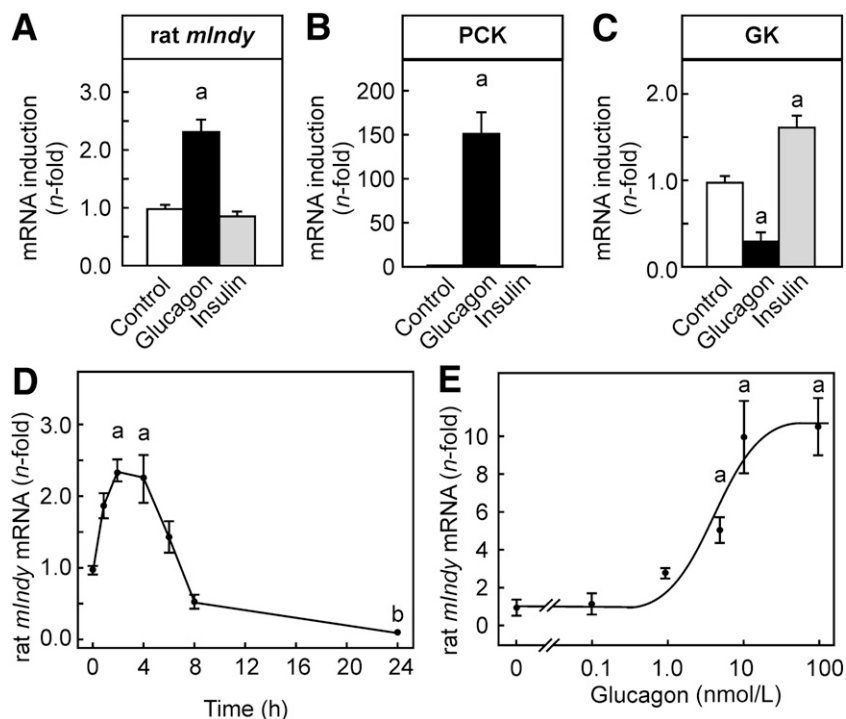 A
rat mIndy
mRNA induction
(n-fold)
3.0
2.0
1.0
0.0
a
Control
Glucagon
Insulin
B
PCK
mRNA induction
(n-fold)
200
150
100
50
0
a
Control
Glucagon
Insulin
C
GK
mRNA induction
(n-fold)
2.0
1.0
0.0
a
a
Control
Glucagon
Insulin
D
rat mIndy mRNA (n-fold)
3.0
2.0
1.0
0.0
a a
b
0 4 8 12 16 20 24
Time (h)
E
rat mIndy mRNA (n-fold)
10
8
6
4
2
0
a
a
a
0 0.1 1.0 10 100
Glucagon (nmol/L)